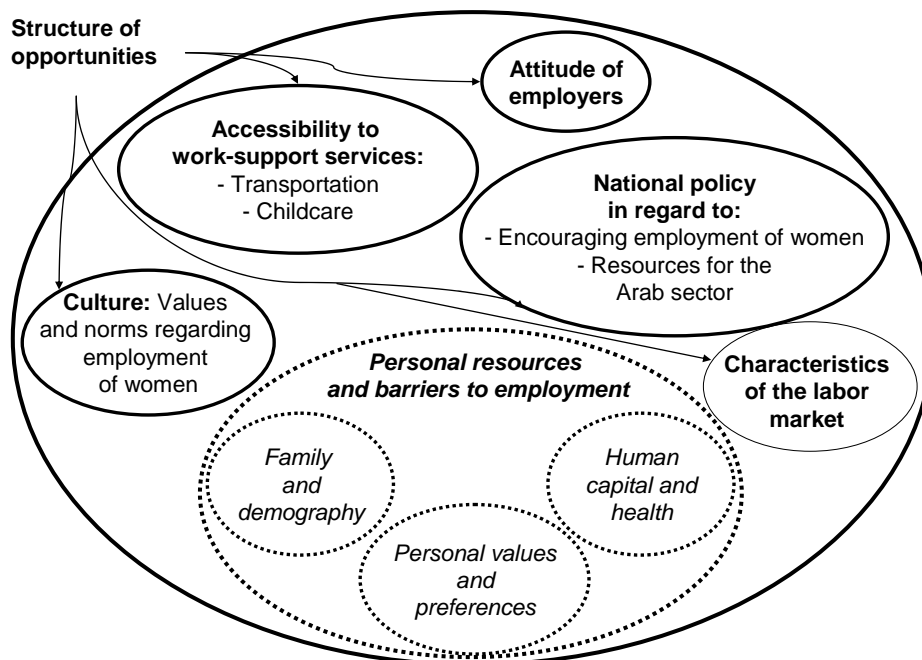 Structure of
opportunities
Attitude of
employers
Accessibility to
work-support services:
- Transportation
- Childcare
National policy
in regard to:
- Encouraging employment of women
- Resources for the
Arab sector
Culture: Values
and norms regarding
employment
of women
Personal resources
and barriers to employment
Characteristics
of the labor
market
Family
and
demography
Human
capital and
health
Personal values
and
preferences